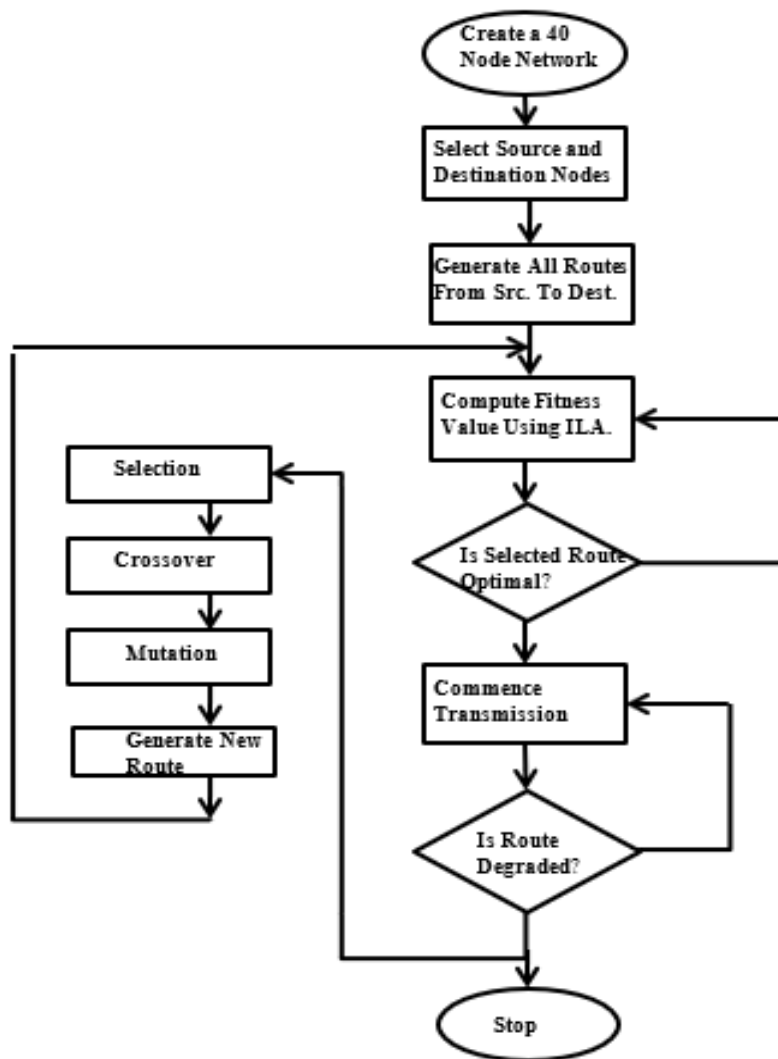 Create a 40
Node Network
Select Source and
Destination Nodes
Generate All Routes
From Src. To Dest.
Compute Fitness
Value Using ILA.
Is Selected Route
Optimal?
Commence
Transmission
Is Route
Degraded?
Stop
Selection
Crossover
Mutation
Generate New
Route